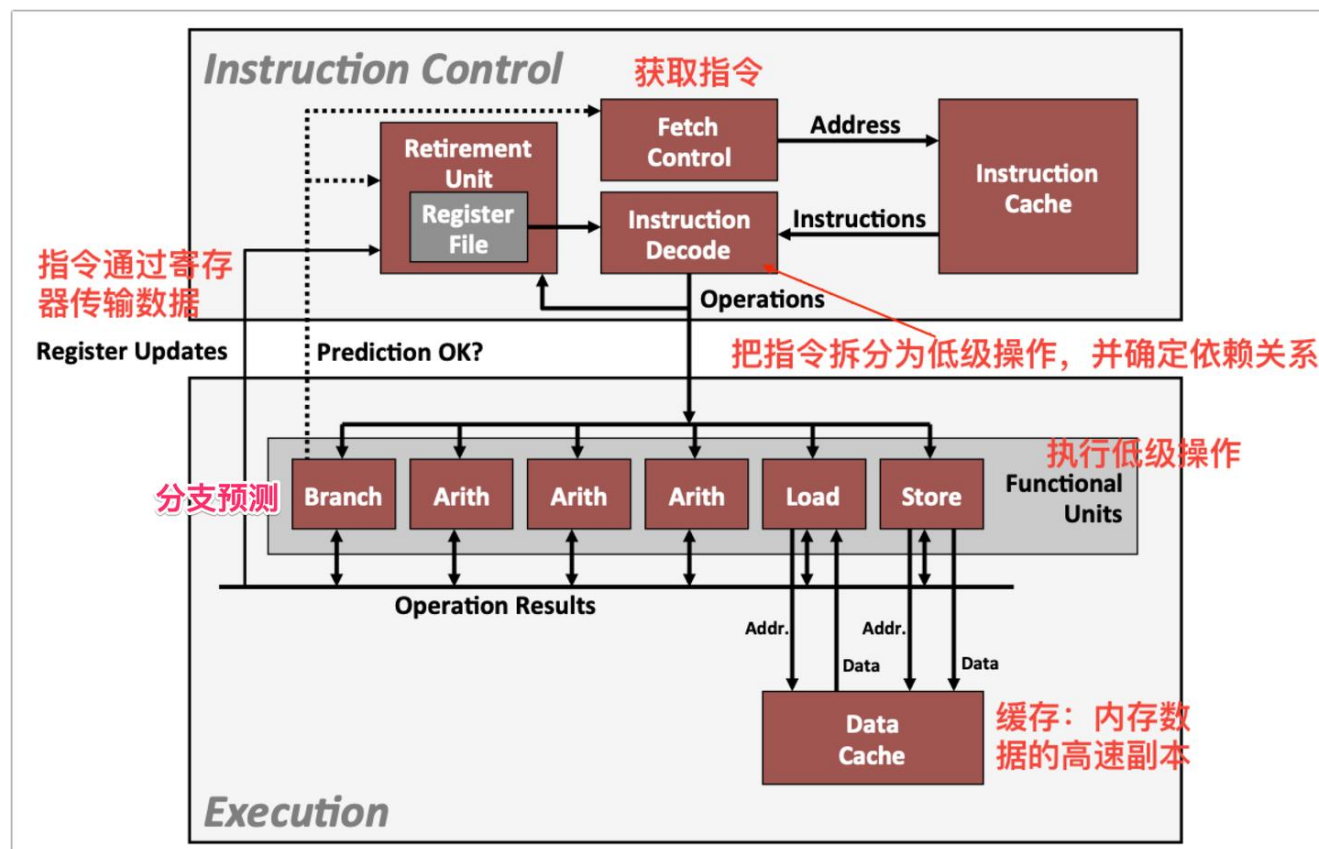 Instruction Control
获取指令
Fetch
Control
Address
Instruction
Cache
Retirement
Unit
Register
File
Instruction
Decode
Instructions
指令通过寄存
器传输数据
Operations
Register Updates
Prediction OK?
把指令拆分为低级操作，并确定依赖关系
执行低级操作
分支预测
Branch
Arith
Arith
Arith
Load
Store
Functional
Units
Operation Results
Addr.
Addr.
Data
Data
Data
Cache
缓存：内存数
据的高速副本
Execution